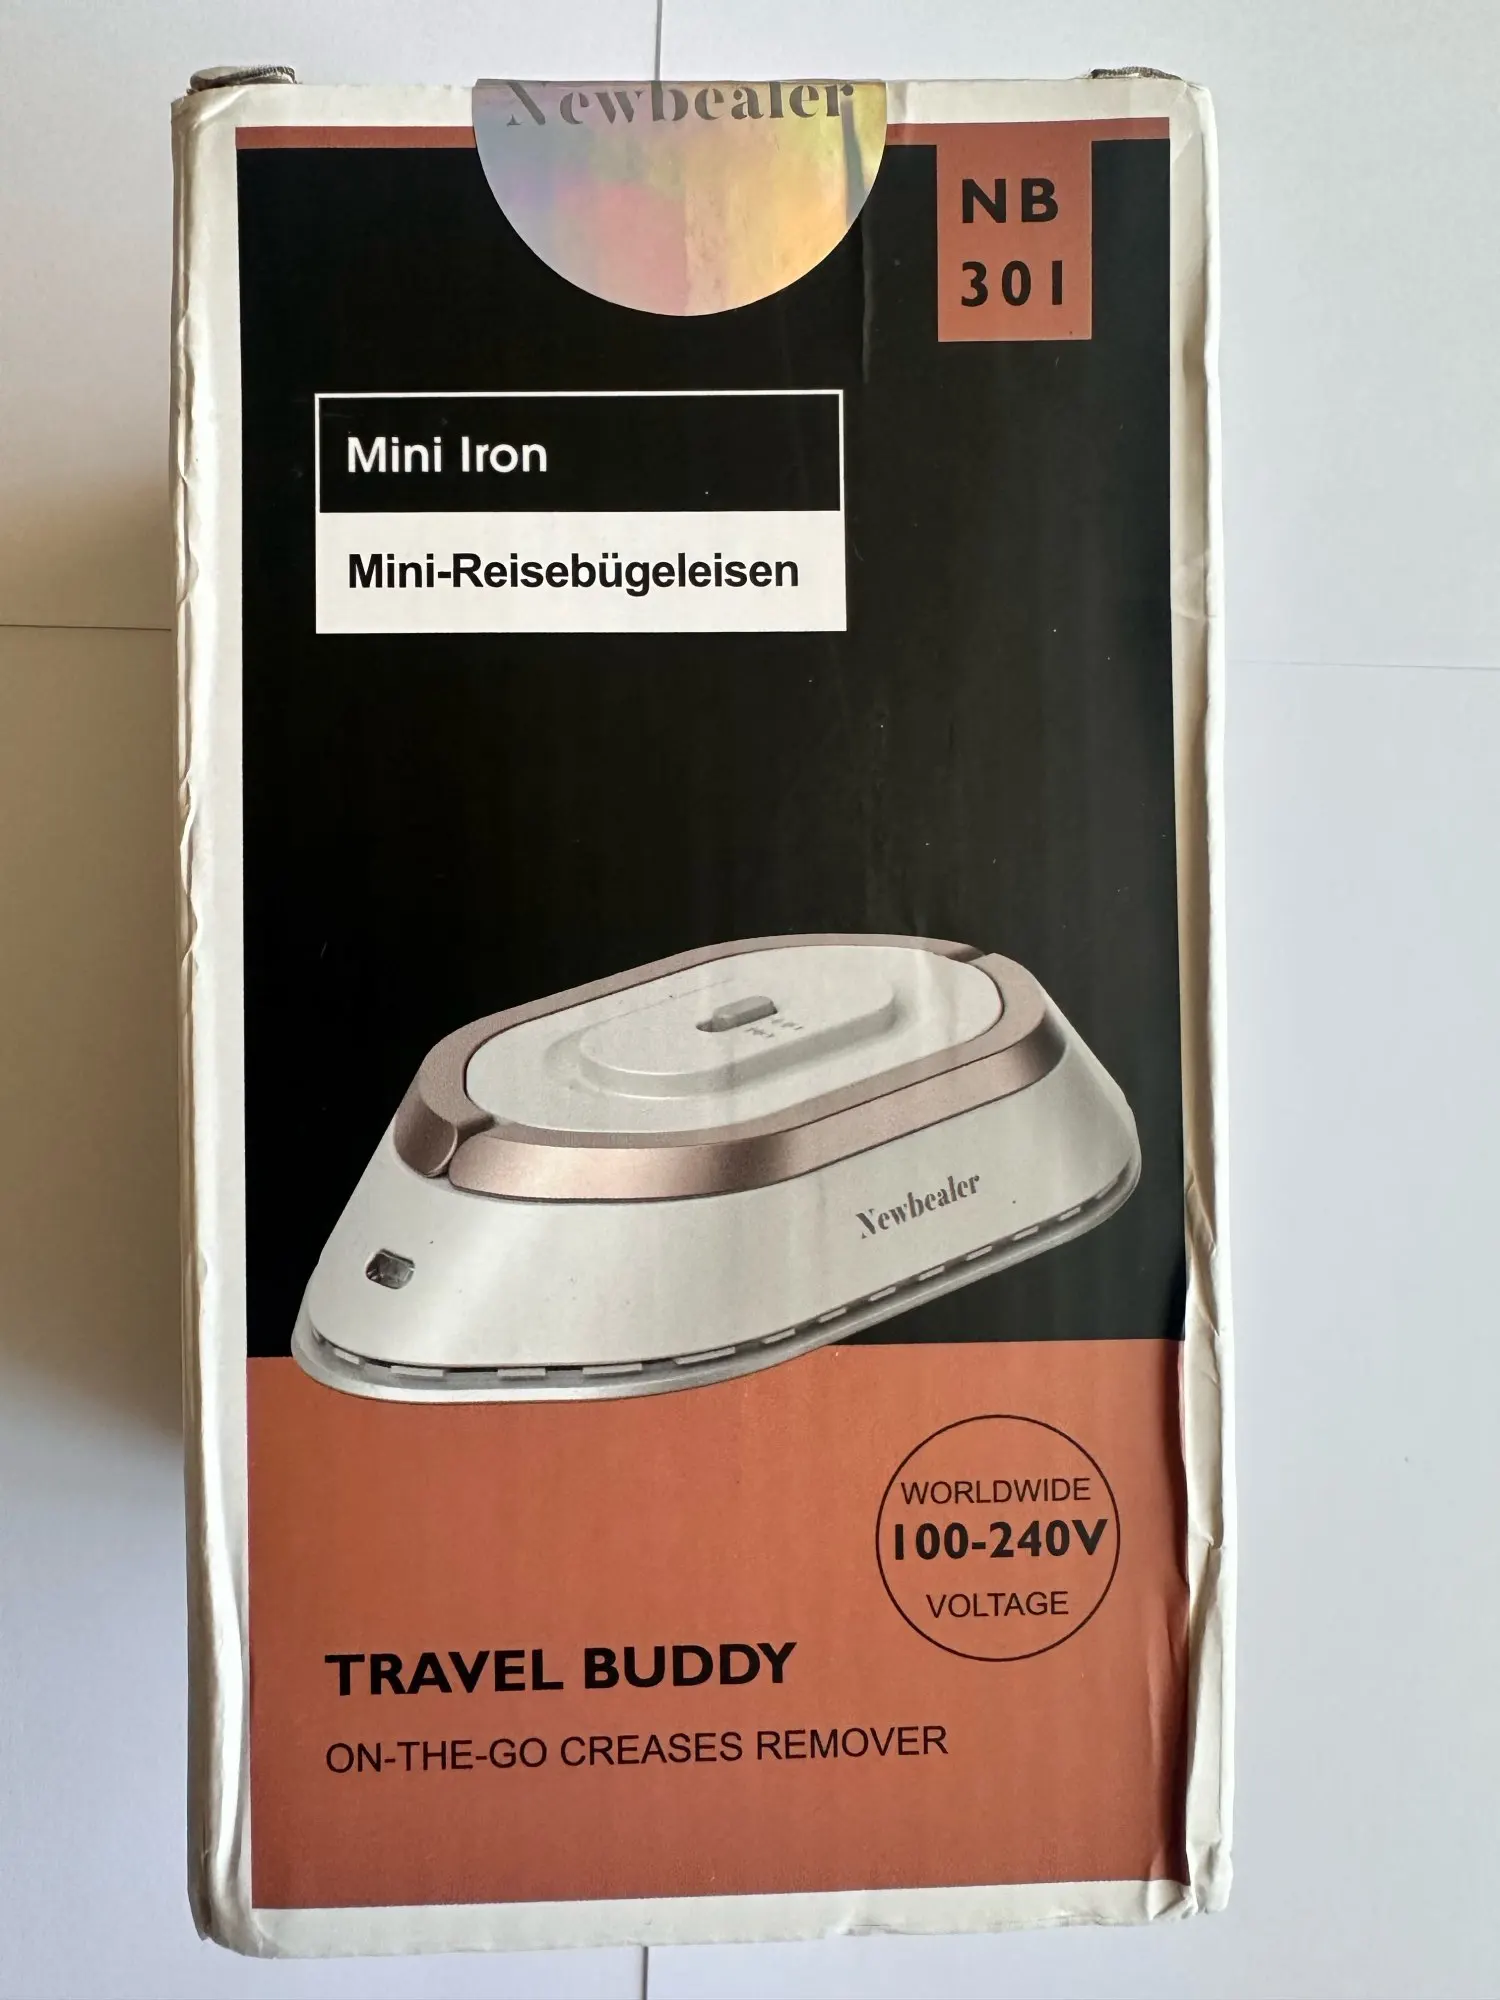 Newbealer
NB
301
Mini Iron
Mini-Reisebügeleisen
Newbealer
WORLDWIDE
100-240V
VOLTAGE
TRAVEL BUDDY
ON-THE-GO CREASES REMOVER